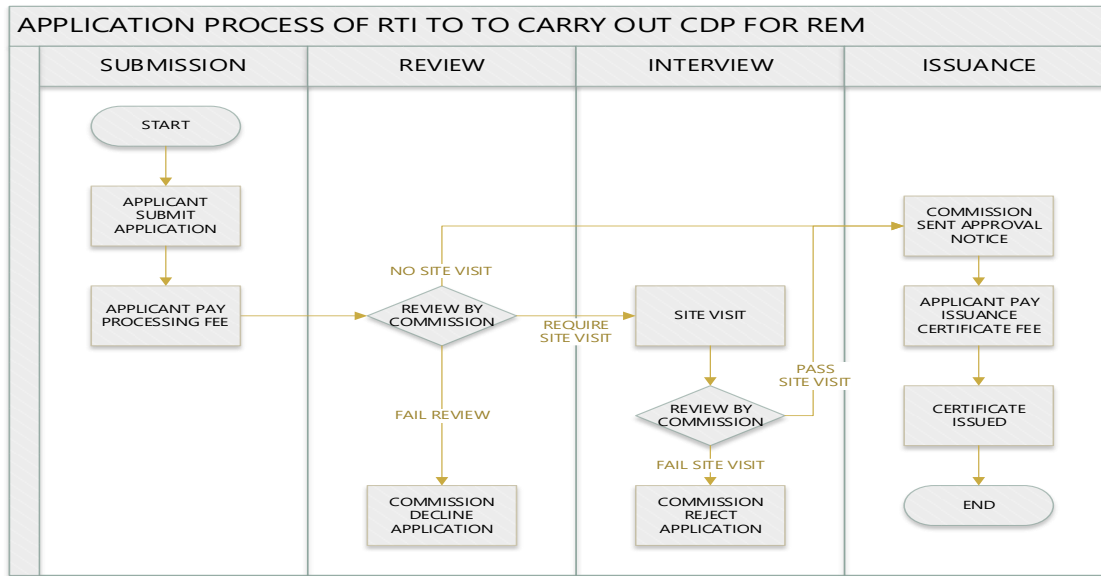 APPLICATION PROCESS OF RTI TO TO CARRY OUT CDP FOR REM
SUBMISSION
REVIEW
INTERVIEW
ISSUANCE
START
APPLICANT
SUBMIT
APPLICATION
APPLICANT PAY
PROCESSING FEE
NO SITE VISIT
REVIEW BY
COMMISSION
REQUIRE
SITE VISIT
FAIL REVIEW
COMMISSION
DECLINE
APPLICATION
SITE VISIT
REVIEW BY
COMMISSION
PASS
SITE VISIT
FAIL SITE VISIT
COMMISSION
REJECT
APPLICATION
COMMISSION
SENT APPROVAL
NOTICE
APPLICANT PAY
ISSUANCE
CERTIFICATE FEE
CERTIFICATE
ISSUED
END